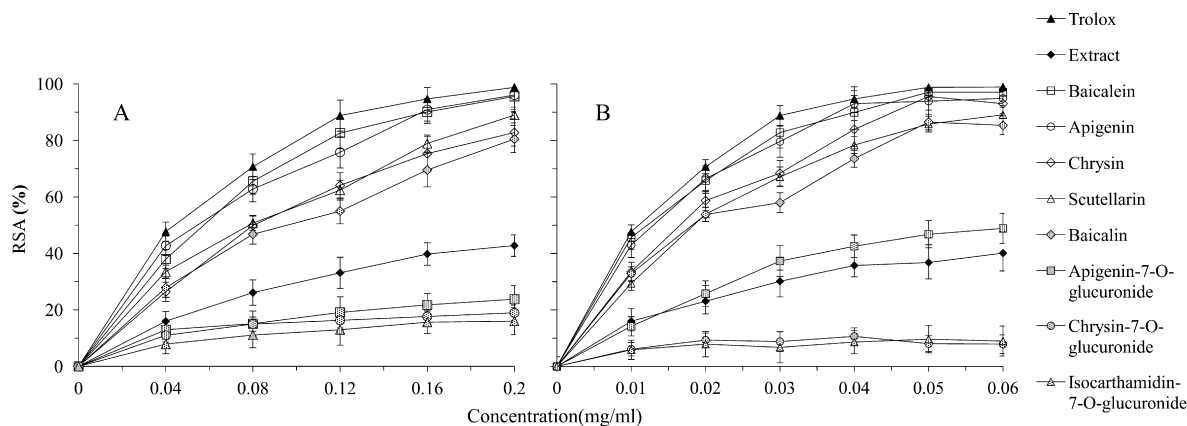 Trolox
Extract
Baicalein
Apigenin
Chrysin
Scutellarin
Baicalin
Apigenin-7-O-
glucuronide
Chrysin-7-O-
glucuronide
Isocarthamidin-
7-O-glucuronide
RSA (%)
100
80
60
40
20
0
A
B
0 0.04 0.08 0.12 0.16 0.2
0 0.01 0.02 0.03 0.04 0.05 0.06
Concentration(mg/ml)